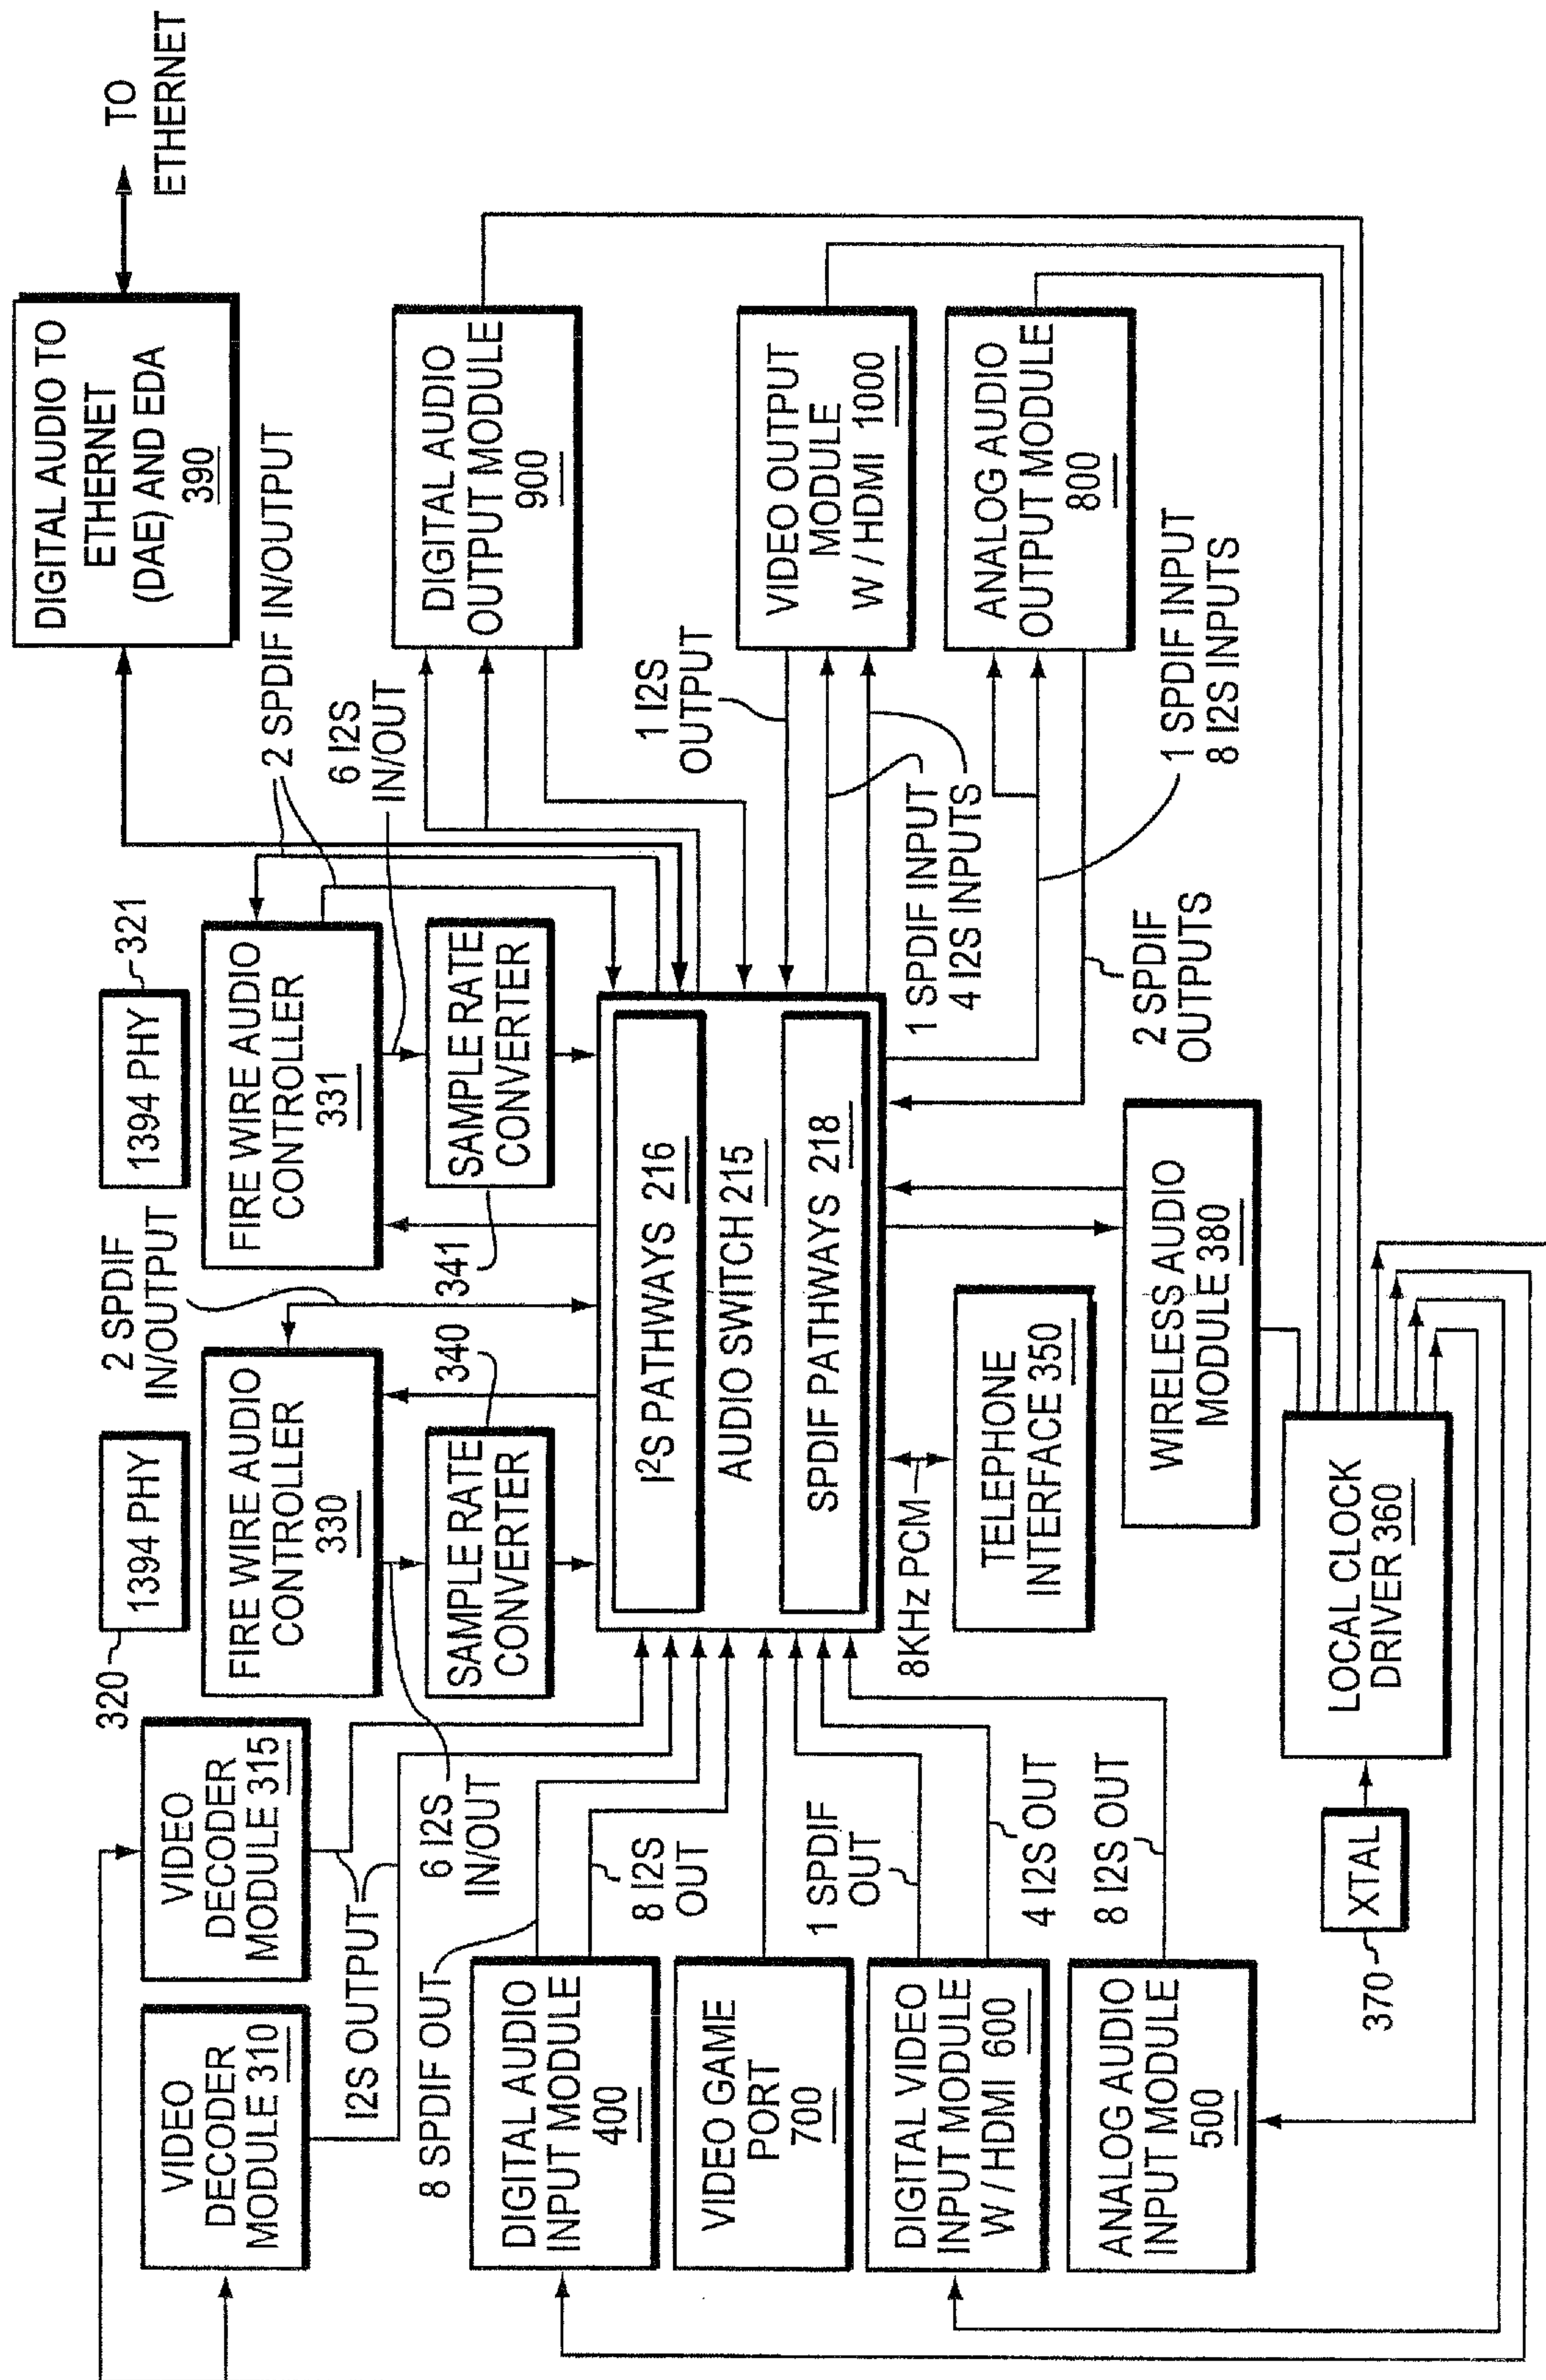 TO
ETHERNET
DIGITAL AUDIO TO
ETHERNET
(DAE) AND EDA
390
2 SPDIF IN/OUTPUT
6 I2S
IN/OUT
1394 PHY
321
FIRE WIRE AUDIO
CONTROLLER
331
SAMPLE RATE
CONVERTER
341
2 SPDIF
IN/OUTPUT
1394 PHY
320
FIRE WIRE AUDIO
CONTROLLER
330
SAMPLE RATE
CONVERTER
340
VIDEO
DECODER
MODULE 315
VIDEO
DECODER
MODULE 310
I2S OUTPUT
6 I2S
IN/OUT
8 SPDIF OUT
8 I2S
OUT
DIGITAL AUDIO
INPUT MODULE
400
VIDEO GAME
PORT
700
1 SPDIF
OUT
DIGITAL VIDEO
INPUT MODULE
W / HDMI 600
4 I2S OUT
ANALOG AUDIO
INPUT MODULE
500
8 I2S OUT
I²S PATHWAYS 216
AUDIO SWITCH 215
SPDIF PATHWAYS 218
DIGITAL AUDIO
OUTPUT MODULE
900
1 I2S
OUTPUT
VIDEO OUTPUT
MODULE
W / HDMI 1000
1 SPDIF INPUT
4 I2S INPUTS
ANALOG AUDIO
OUTPUT MODULE
800
1 SPDIF INPUT
8 I2S INPUTS
2 SPDIF
OUTPUTS
8KHz PCM
TELEPHONE
INTERFACE 350
WIRELESS AUDIO
MODULE 380
LOCAL CLOCK
DRIVER 360
XTAL
370